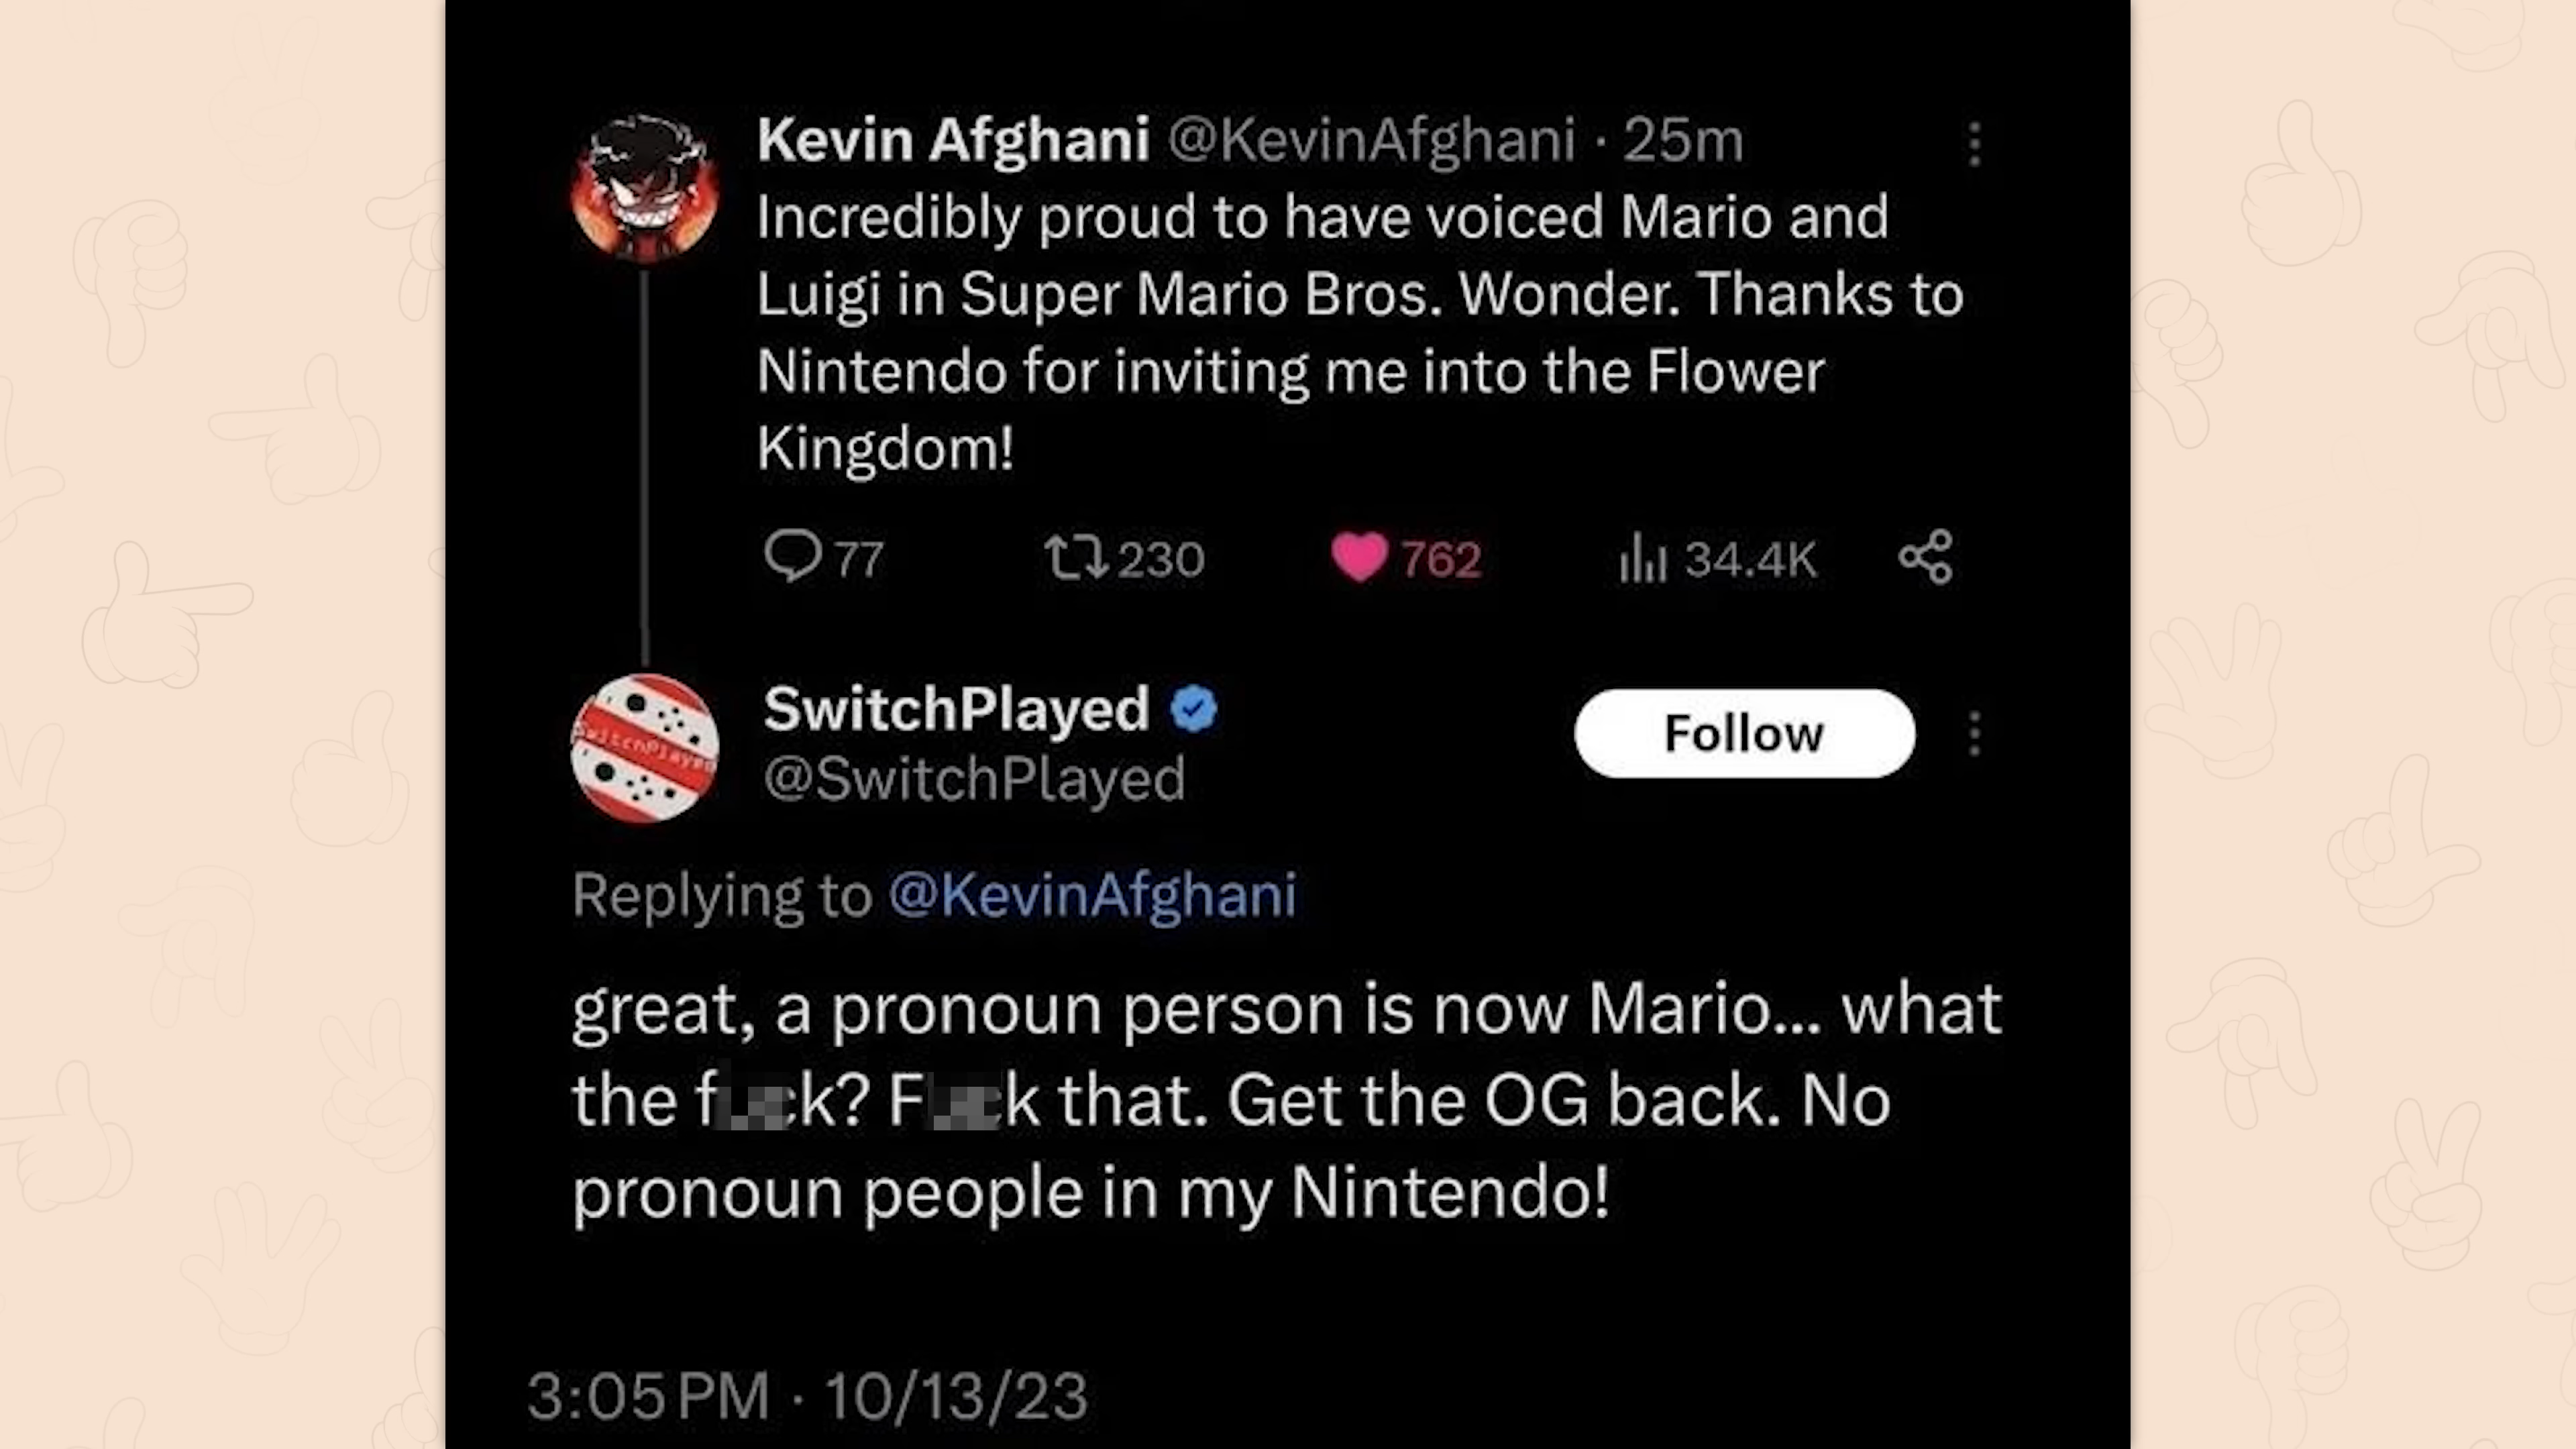 Kevin Afghani @KevinAfghani · 25m
Incredibly proud to have voiced Mario and
Luigi in Super Mario Bros. Wonder. Thanks to
Nintendo for inviting me into the Flower
Kingdom!
77 230 762 34.4K
SwitchPlayed
Follow
@SwitchPlayed
SwitchPlayed
Replying to @KevinAfghani
great, a pronoun person is now Mario... what
the f ck? F ck that. Get the OG back. No
pronoun people in my Nintendo!
3:05 PM · 10/13/23